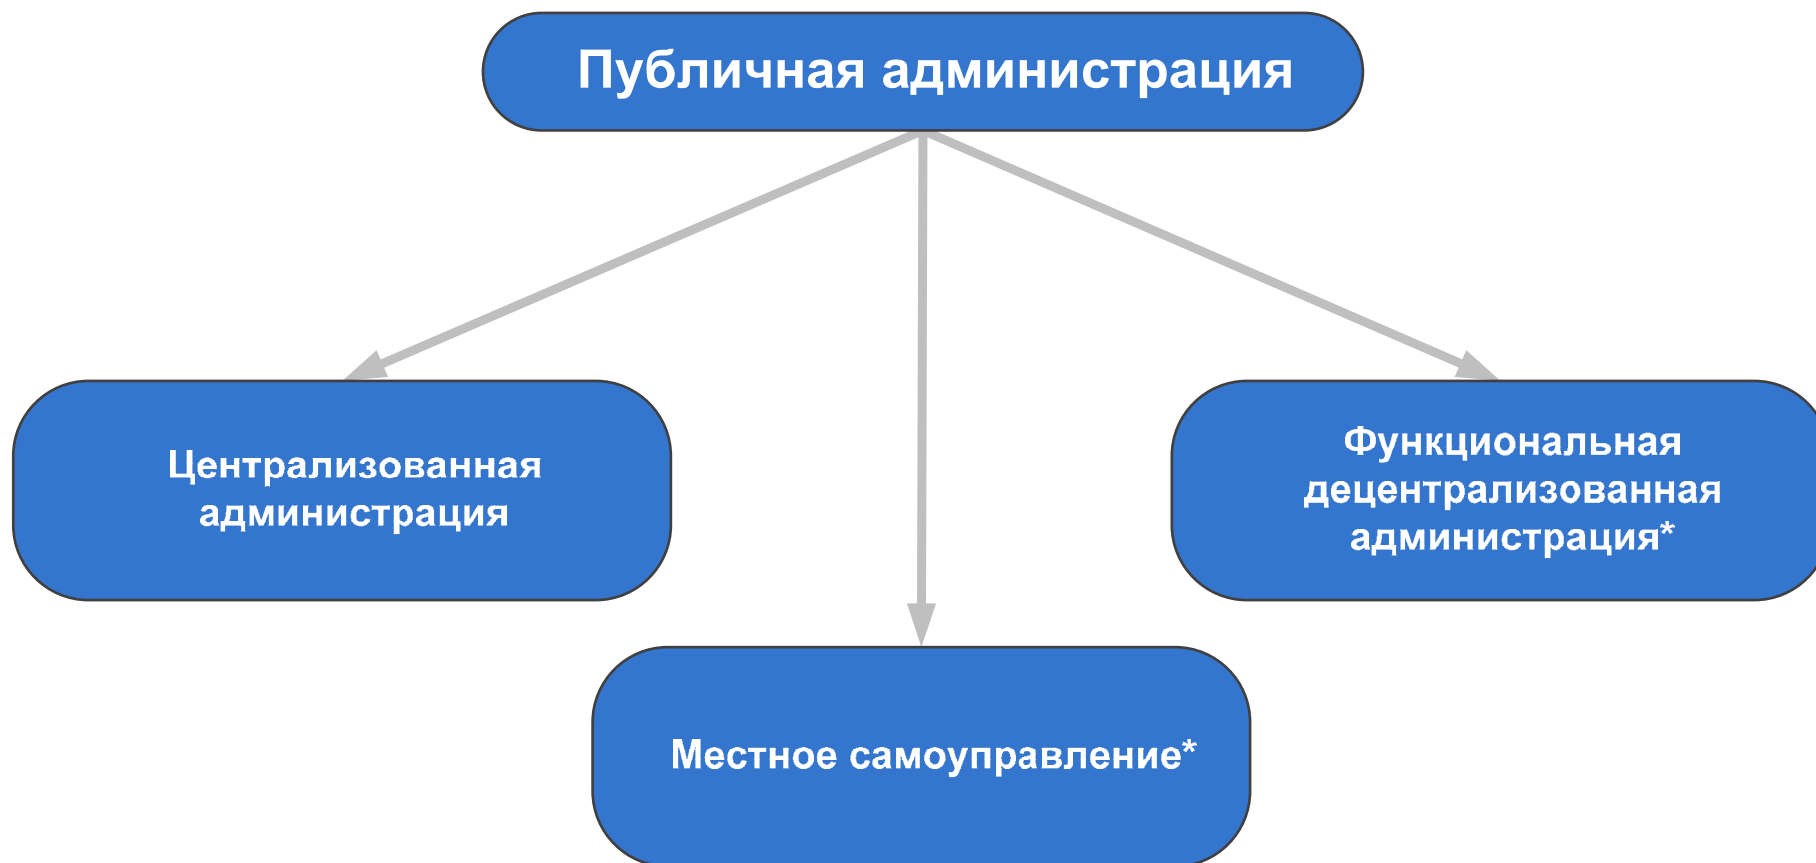 Публичная администрация
Централизованная
администрация
Функциональная
децентрализованная
администрация*
Местное самоуправление*